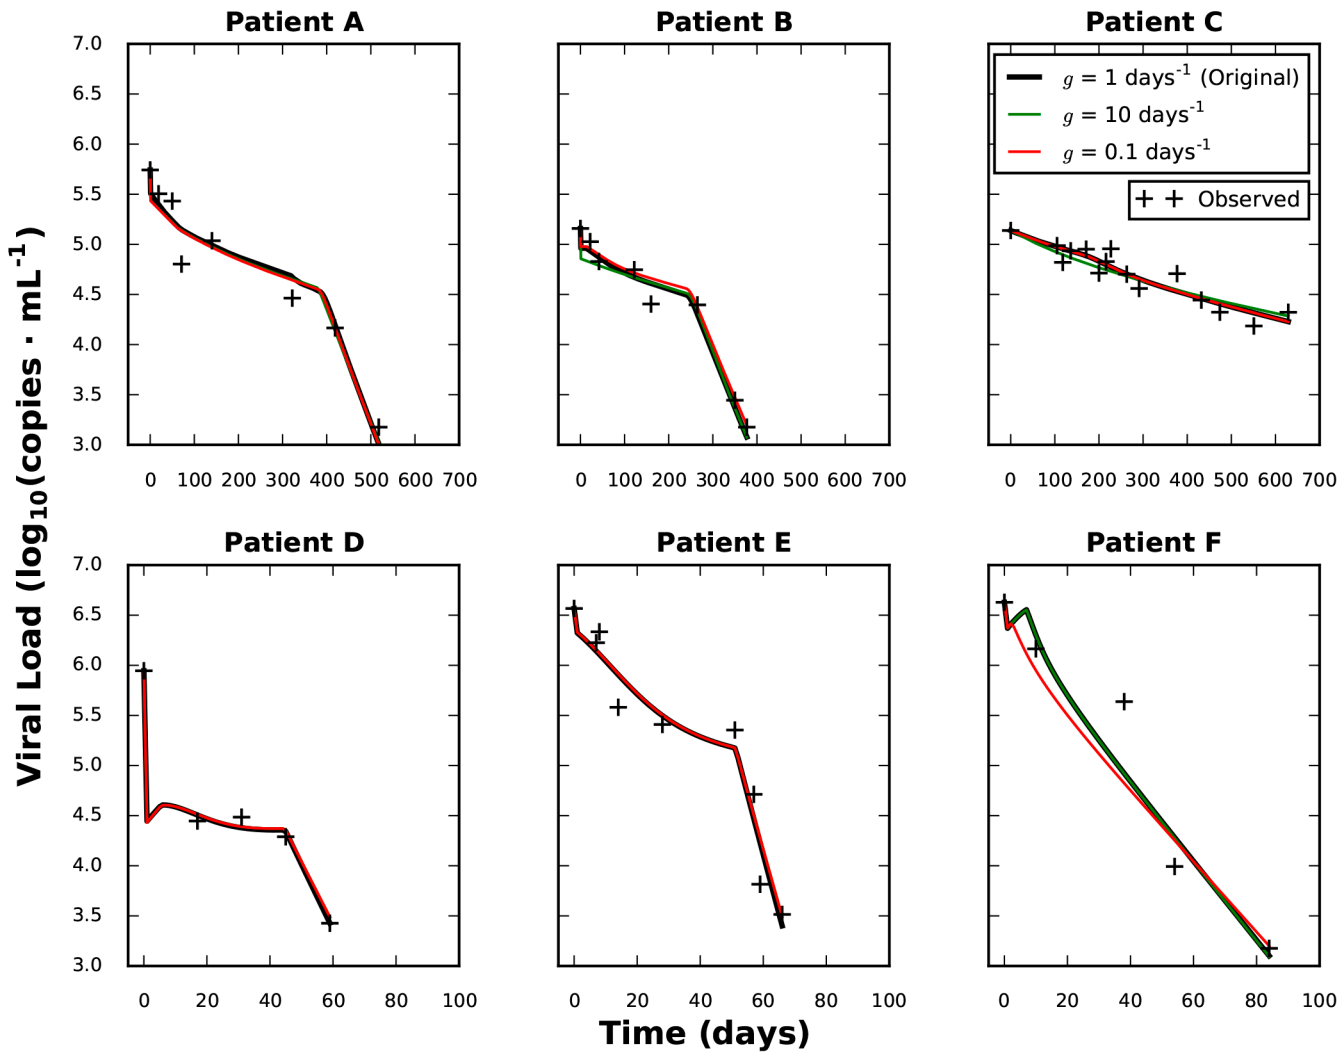 Patient A
Patient B
Patient C
7.0
6.5
6.0
5.5
5.0
4.5
4.0
3.5
3.0
g = 1 days⁻¹ (Original)
g = 10 days⁻¹
g = 0.1 days⁻¹
Observed
0 100 200 300 400 500 600 700
0 100 200 300 400 500 600 700
0 100 200 300 400 500 600 700
Viral Load (log₁₀(copies · mL⁻¹))
Patient D
Patient E
Patient F
7.0
6.5
6.0
5.5
5.0
4.5
4.0
3.5
3.0
0 20 40 60 80 100
0 20 40 60 80 100
0 20 40 60 80 100
Time (days)